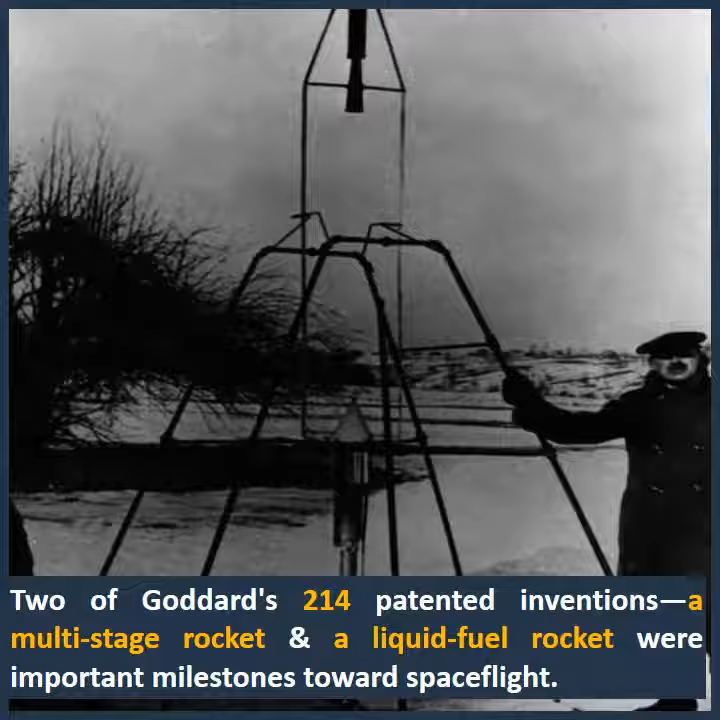 Two of Goddard's 214 patented inventions—a
multi-stage rocket & a liquid-fuel rocket were
important milestones toward spaceflight.